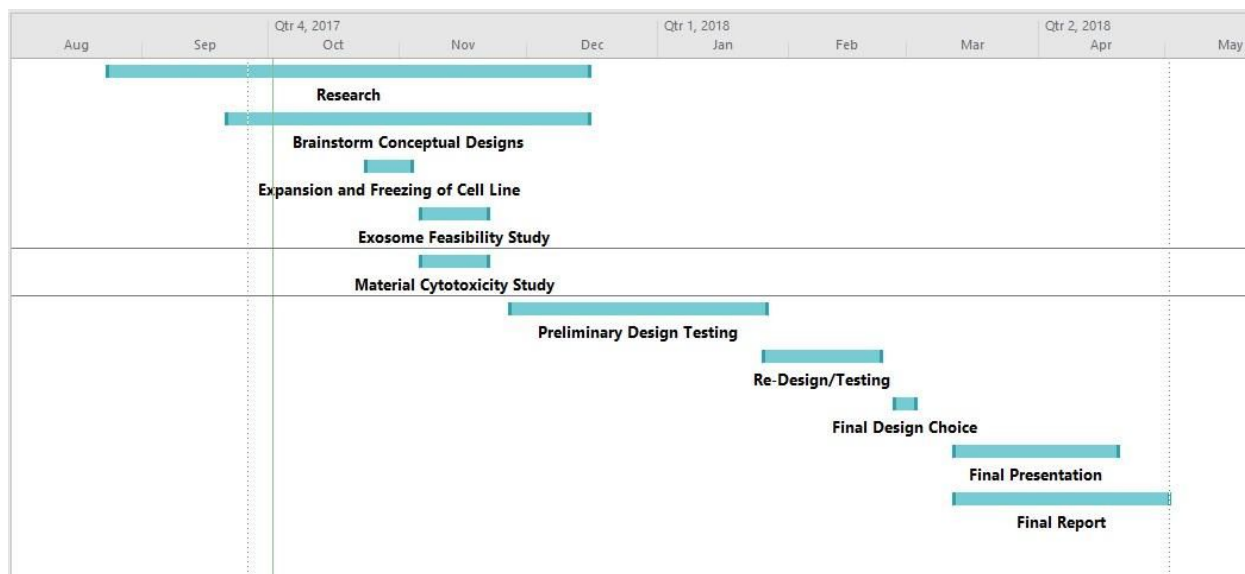 Qtr 4, 2017 Qtr 1, 2018 Qtr 2, 2018
Aug Sep Oct Nov Dec Jan Feb Mar Apr May
Research
Brainstorm Conceptual Designs
Expansion and Freezing of Cell Line
Exosome Feasibility Study
Material Cytotoxicity Study
Preliminary Design Testing
Re-Design/Testing
Final Design Choice
Final Presentation
Final Report